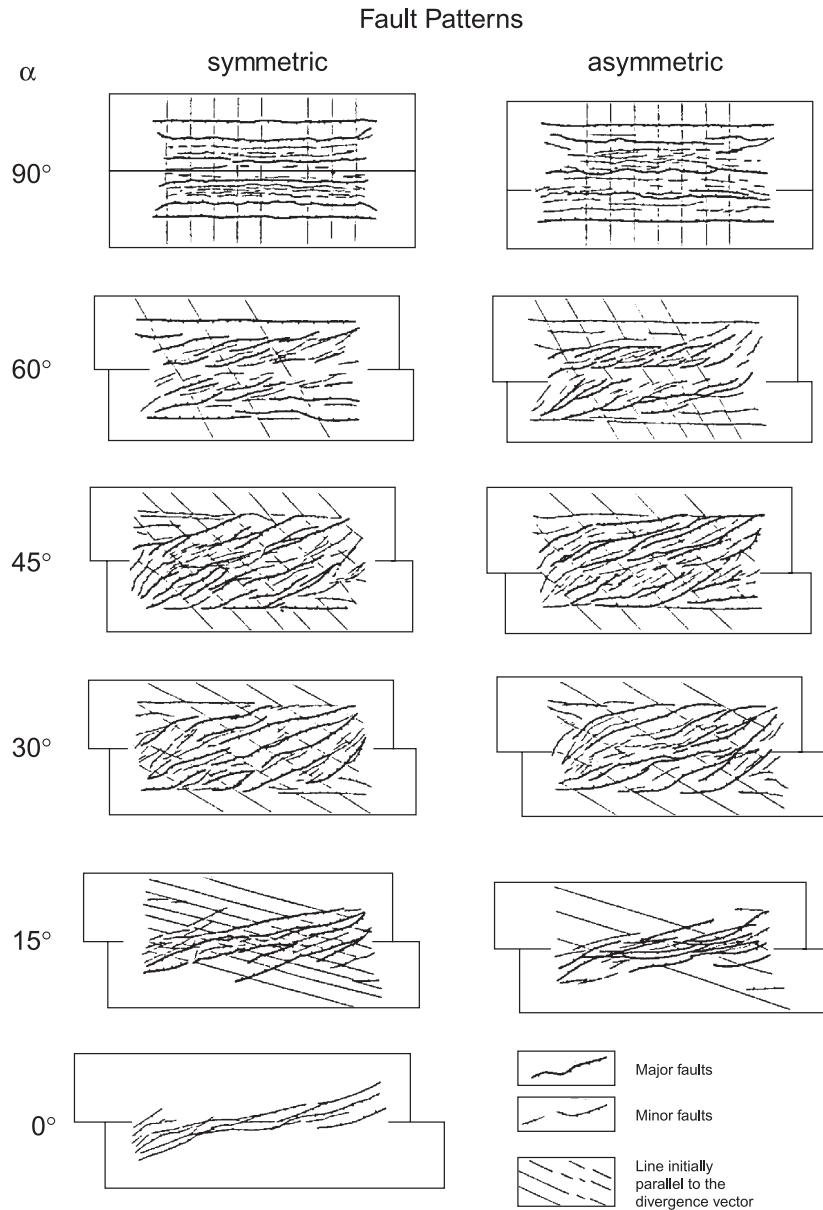 Fault Patterns
α
symmetric
asymmetric
90°
60°
45°
30°
15°
0°
Major faults
Minor faults
Line initially
parallel to the
divergence vector